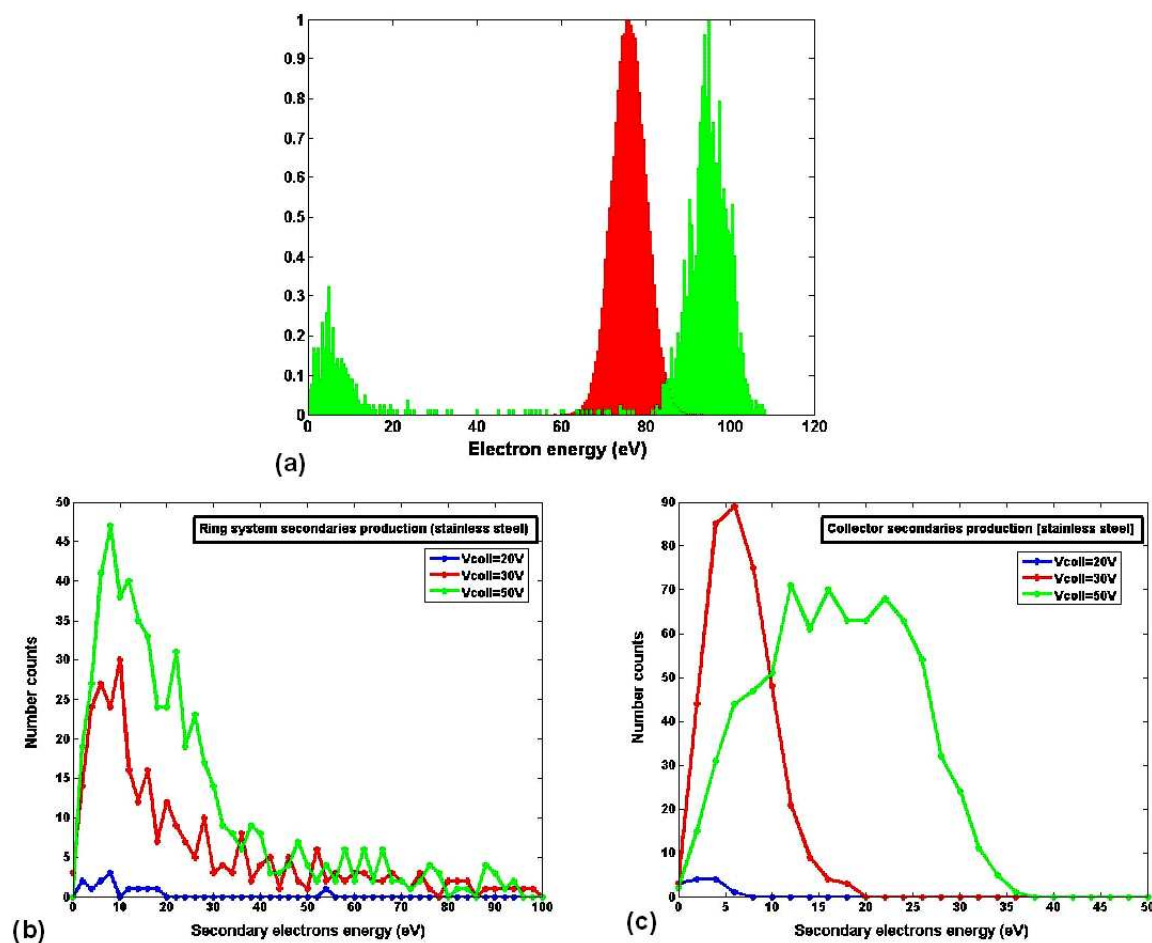 1
0.9
0.8
0.7
0.6
0.5
0.4
0.3
0.2
0.1
0
0 20 40 60 80 100 120
Electron energy (eV)
(a)
50
45
40
35
30
25
20
15
10
5
0
Number counts
Ring system secondaries production (stainless steel)
Vcoll=20V
Vcoll=30V
Vcoll=50V
0 10 20 30 40 50 60 70 80 90 100
Secondary electrons energy (eV)
(b)
90
80
70
60
50
40
30
20
10
0
Number counts
Collector secondaries production [stainless steel]
Vcoll=20V
Vcoll=30V
Vcoll=50V
0 5 10 15 20 25 30 35 40 45 50
Secondary electrons energy (eV)
(c)